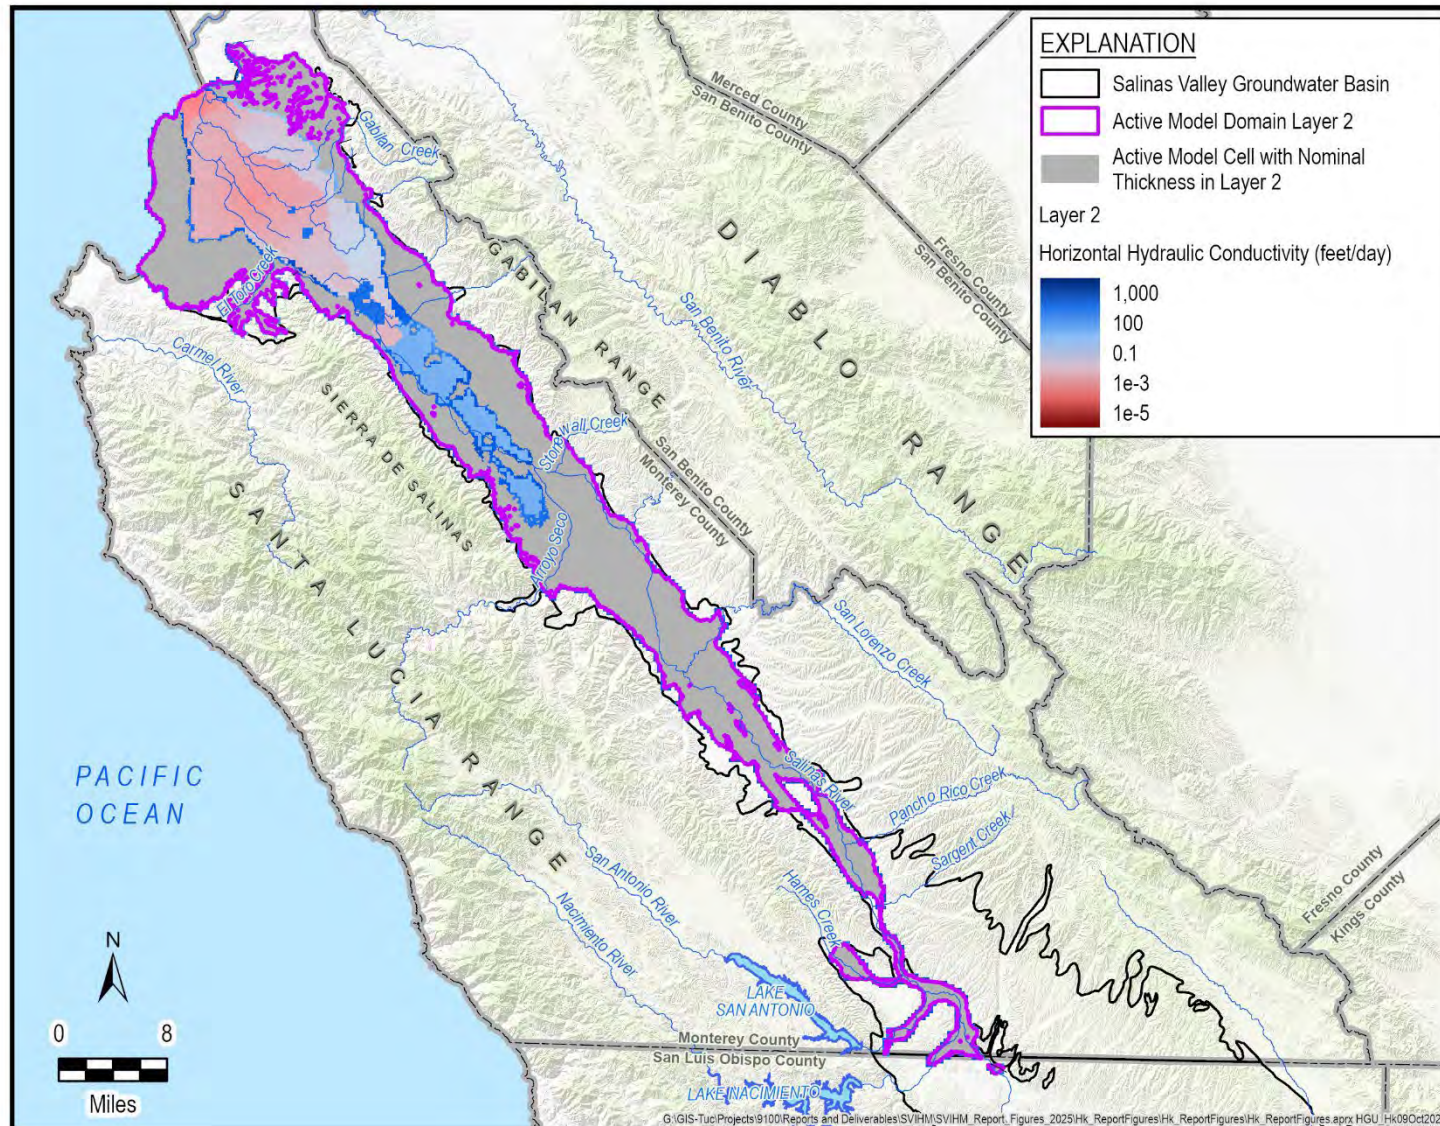 EXPLANATION
Salinas Valley Groundwater Basin
Active Model Domain Layer 2
Active Model Cell with Nominal
Thickness in Layer 2
Layer 2
Horizontal Hydraulic Conductivity (feet/day)
1,000
100
0.1
1e-3
1e-5
Merced County
San Benito County
Fresno County
San Benito County
Gabilan Creek
DIABLO RANGE
GABILAN RANGE
San Benito River
El Toro Creek
Carmel River
SIERRA DE SALINAS
Stonewall Creek
San Benito County
Monterey County
SANTA LUCIA RANGE
Arroyo Seco
San Lorenzo Creek
PACIFIC
OCEAN
Salinas River
Pancho Rico Creek
Sargent Creek
San Antonio River
Nacimiento River
Hames Creek
Fresno County
Kings County
LAKE
SAN ANTONIO
Monterey County
San Luis Obispo County
LAKE NACIMIENTO
N
0 8
Miles